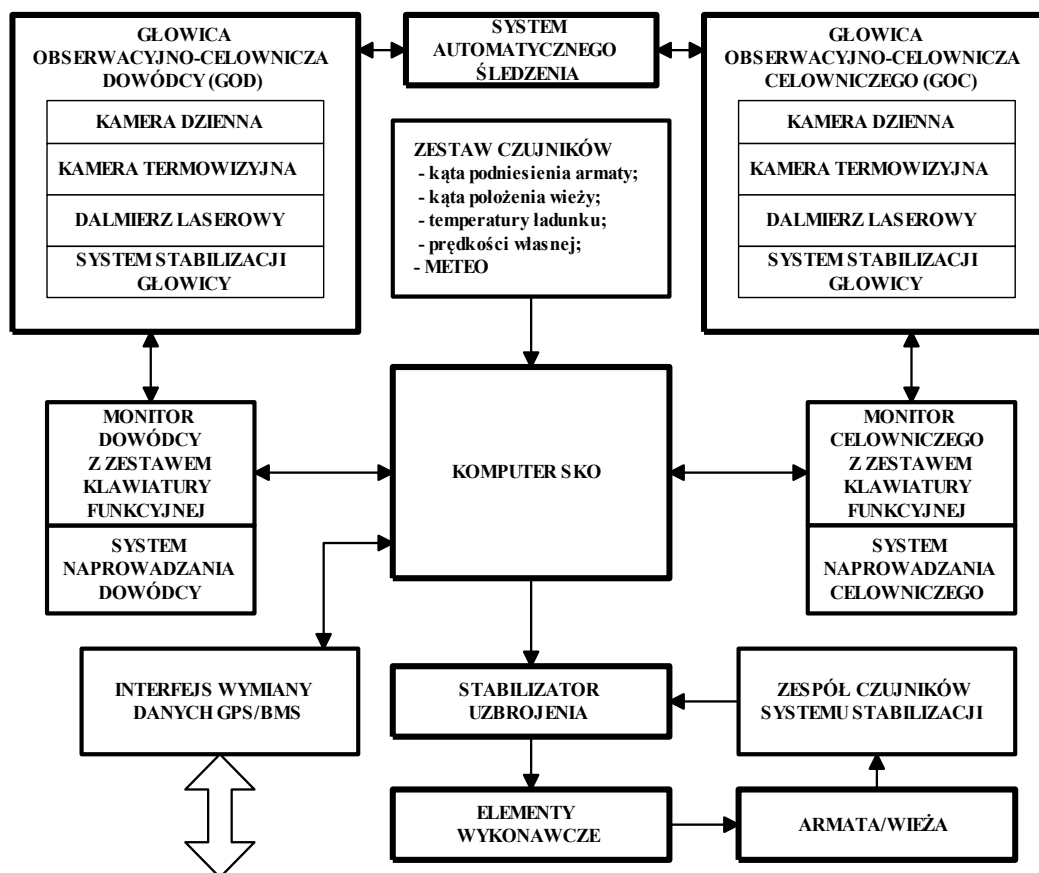 GŁOWICA
OBSERWACYJNO-CELOWNICZA
DOWÓDCY (GOD)
KAMERA DZIENNA
KAMERA TERMOWIZYJNA
DALMIERZ LASEROWY
SYSTEM STABILIZACJI
GŁOWICY
SYSTEM
AUTOMATYCZNEGO
ŚLEDZENIA
GŁOWICA
OBSERWACYJNO-CELOWNICZA
CELOWNICZEGO (GOC)
KAMERA DZIENNA
KAMERA TERMOWIZYJNA
DALMIERZ LASEROWY
SYSTEM STABILIZACJI
GŁOWICY
ZESTAW CZUJNIKÓW
- kąta podniesienia armaty;
- kąta położenia wieży;
- temperatury ładunku;
- prędkości własnej;
- METEO
MONITOR
DOWÓDCY
Z ZESTAWEM
KLAWIATURY
FUNKCYJNEJ
SYSTEM
NAPROWADZANIA
DOWÓDCY
KOMPUTER SKO
MONITOR
CELOWNICZEGO
Z ZESTAWEM
KLAWIATURY
FUNKCYJNEJ
SYSTEM
NAPROWADZANIA
CELOWNICZEGO
INTERFEJS WYMIANY
DANYCH GPS/BMS
STABILIZATOR
UZBROJENIA
ZESPÓŁ CZUJNIKÓW
SYSTEMU STABILIZACJI
ELEMENTY
WYKONAWCZE
ARMATA/WIEŻA